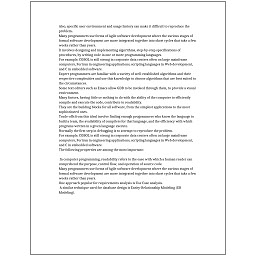 Also, specific user environment and usage history can make it difficult to reproduce the
problem.
Many programmers use forms of Agile software development where the various stages of
formal software development are more integrated together into short cycles that take a few
weeks rather than years.
It involves designing and implementing algorithms, step-by-step specifications of
procedures, by writing code in one or more programming languages.
For example, COBOL is still strong in corporate data centers often on large mainframe
computers, Fortran in engineering applications, scripting languages in Web development,
and C in embedded software.
Expert programmers are familiar with a variety of well-established algorithms and their
respective complexities and use this knowledge to choose algorithms that are best suited to
the circumstances.
Some text editors such as Emacs allow GDB to be invoked through them, to provide a visual
environment.
Many factors, having little or nothing to do with the ability of the computer to efficiently
compile and execute the code, contribute to readability.
They are the building blocks for all software, from the simplest applications to the most
sophisticated ones.
Trade-offs from this ideal involve finding enough programmers who know the language to
build a team, the availability of compilers for that language, and the efficiency with which
programs written in a given language execute.
Normally the first step in debugging is to attempt to reproduce the problem.
For example, COBOL is still strong in corporate data centers often on large mainframe
computers, Fortran in engineering applications, scripting languages in Web development,
and C in embedded software.
The following properties are among the most important:
In computer programming, readability refers to the ease with which a human reader can
comprehend the purpose, control flow, and operation of source code.
Many programmers use forms of Agile software development where the various stages of
formal software development are more integrated together into short cycles that take a few
weeks rather than years.
One approach popular for requirements analysis is Use Case analysis.
A similar technique used for database design is Entity-Relationship Modeling (ER
Modeling).